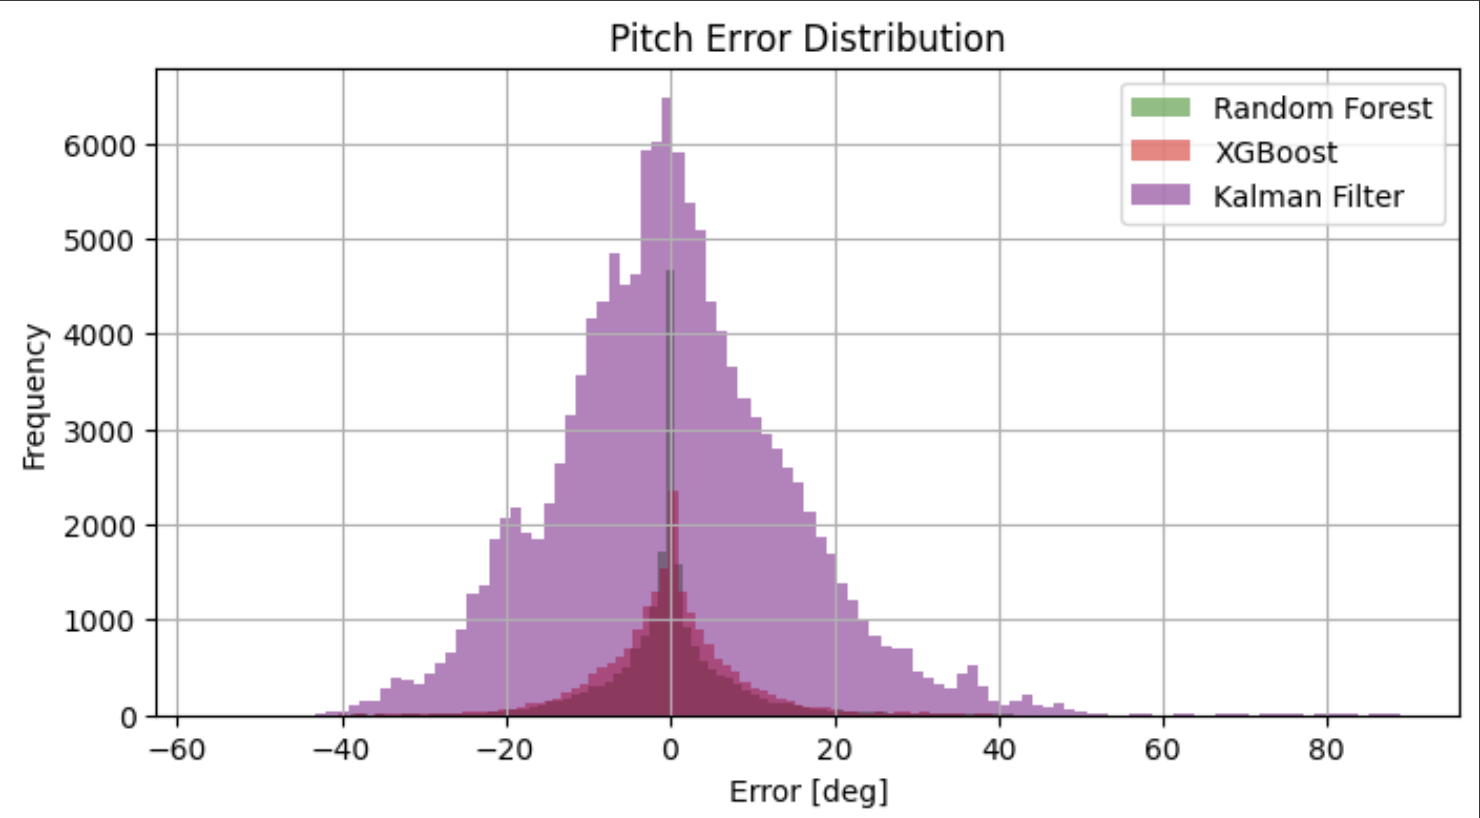 Pitch Error Distribution
Random Forest
XGBoost
Kalman Filter
6000
5000
4000
3000
2000
1000
0
Frequency
−60 −40 −20 0 20 40 60 80
Error [deg]